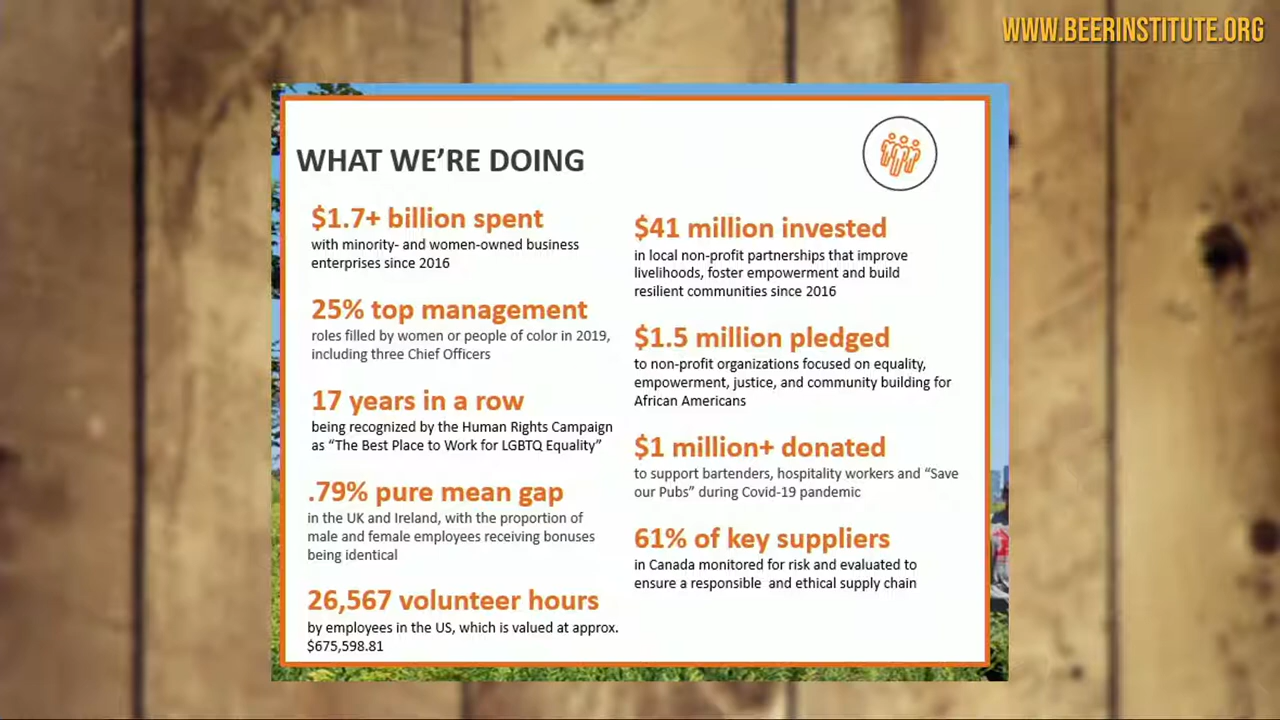 WWW.BEERINSTITUTE.ORG
WHAT WE'RE DOING
$1.7+ billion spent
with minority- and women-owned business
enterprises since 2016
25% top management
roles filled by women or people of color in 2019,
including three Chief Officers
17 years in a row
being recognized by the Human Rights Campaign
as “The Best Place to Work for LGBTQ Equality”
.79% pure mean gap
in the UK and Ireland, with the proportion of
male and female employees receiving bonuses
being identical
26,567 volunteer hours
by employees in the US, which is valued at approx.
$675,598.81
$41 million invested
in local non-profit partnerships that improve
livelihoods, foster empowerment and build
resilient communities since 2016
$1.5 million pledged
to non-profit organizations focused on equality,
empowerment, justice, and community building for
African Americans
$1 million+ donated
to support bartenders, hospitality workers and “Save
our Pubs” during Covid-19 pandemic
61% of key suppliers
in Canada monitored for risk and evaluated to
ensure a responsible  and ethical supply chain